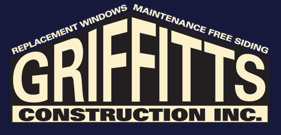 REPLACEMENT WINDOWS MAINTENANCE FREE SIDING
GRIFFITTS
CONSTRUCTION INC.